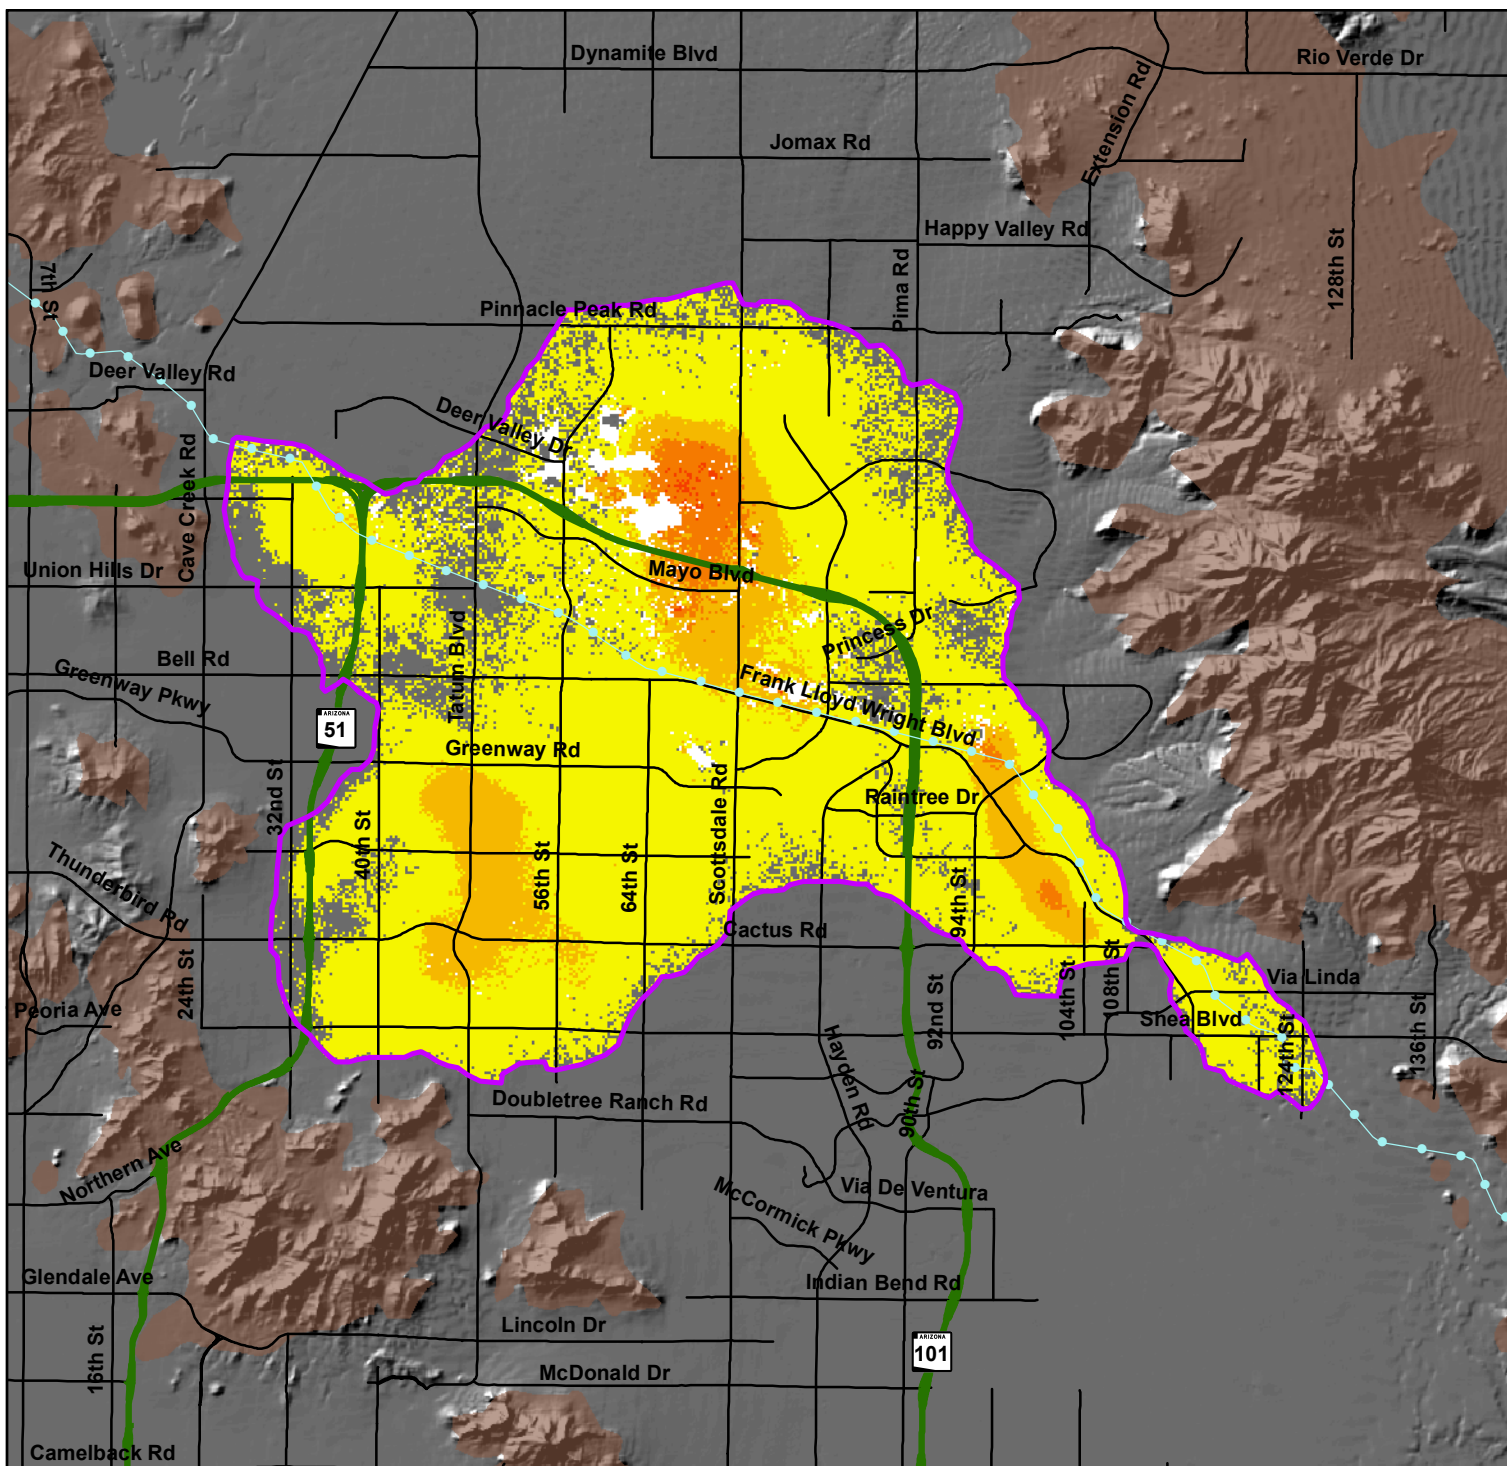 Dynamite Blvd
Rio Verde Dr
Extension Rd
Jomax Rd
Happy Valley Rd
128th St
Pima Rd
7th St
Pinnacle Peak Rd
Deer Valley Rd
Deer Valley Dr
Cave Creek Rd
Union Hills Dr
Mayo Blvd
Princess Dr
Tatum Blvd
Bell Rd
Greenway Pkwy
Frank Lloyd Wright Blvd
ARIZONA
51
Greenway Rd
32nd St
40th St
Scottsdale Rd
Raintree Dr
56th St
64th St
Thunderbird Rd
94th St
Cactus Rd
24th St
104th St
108th St
Via Linda
Peoria Ave
92nd St
Shea Blvd
124th St
136th St
Hayden Rd
90th St
Doubletree Ranch Rd
Northern Ave
McCormick Pkwy
Via De Ventura
Glendale Ave
Indian Bend Rd
Lincoln Dr
ARIZONA
101
16th St
McDonald Dr
Camelback Rd